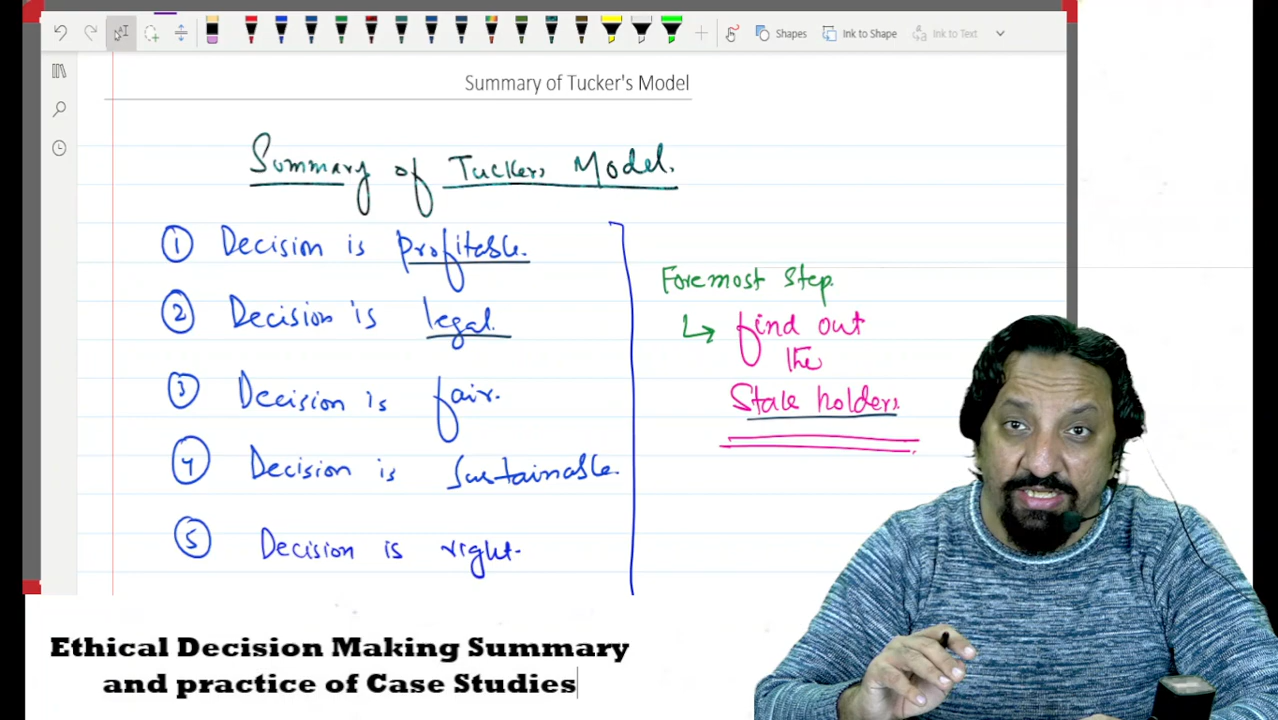 Shapes
Ink to Shape
Ink to Text
Summary of Tucker's Model
Summary of Tuckers Model.
1 Decision is profitable.
2 Decision is legal.
3 Decision is fair.
4 Decision is sustainable.
5 Decision is right.
Foremost Step.
find out
the
Stake holders.
Ethical Decision Making Summary
and practice of Case Studies